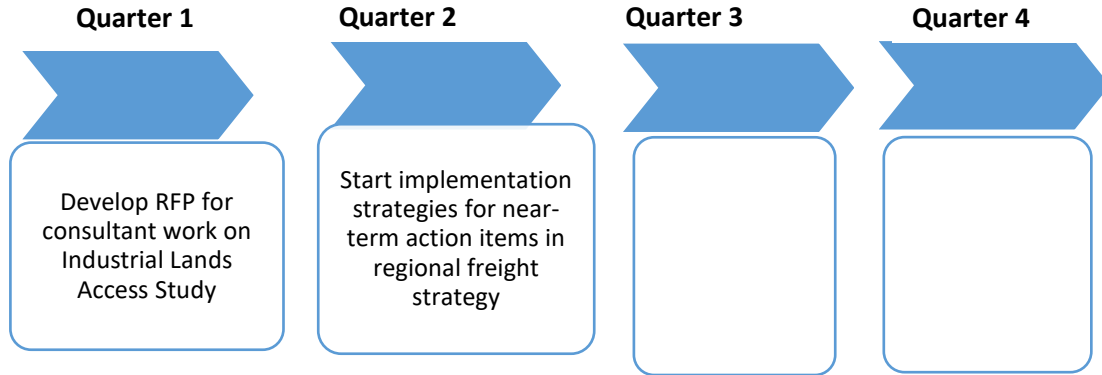 Quarter 1
Quarter 2
Quarter 3
Quarter 4
Develop RFP for
consultant work on
Industrial Lands
Access Study
Start implementation
strategies for near-
term action items in
regional freight
strategy